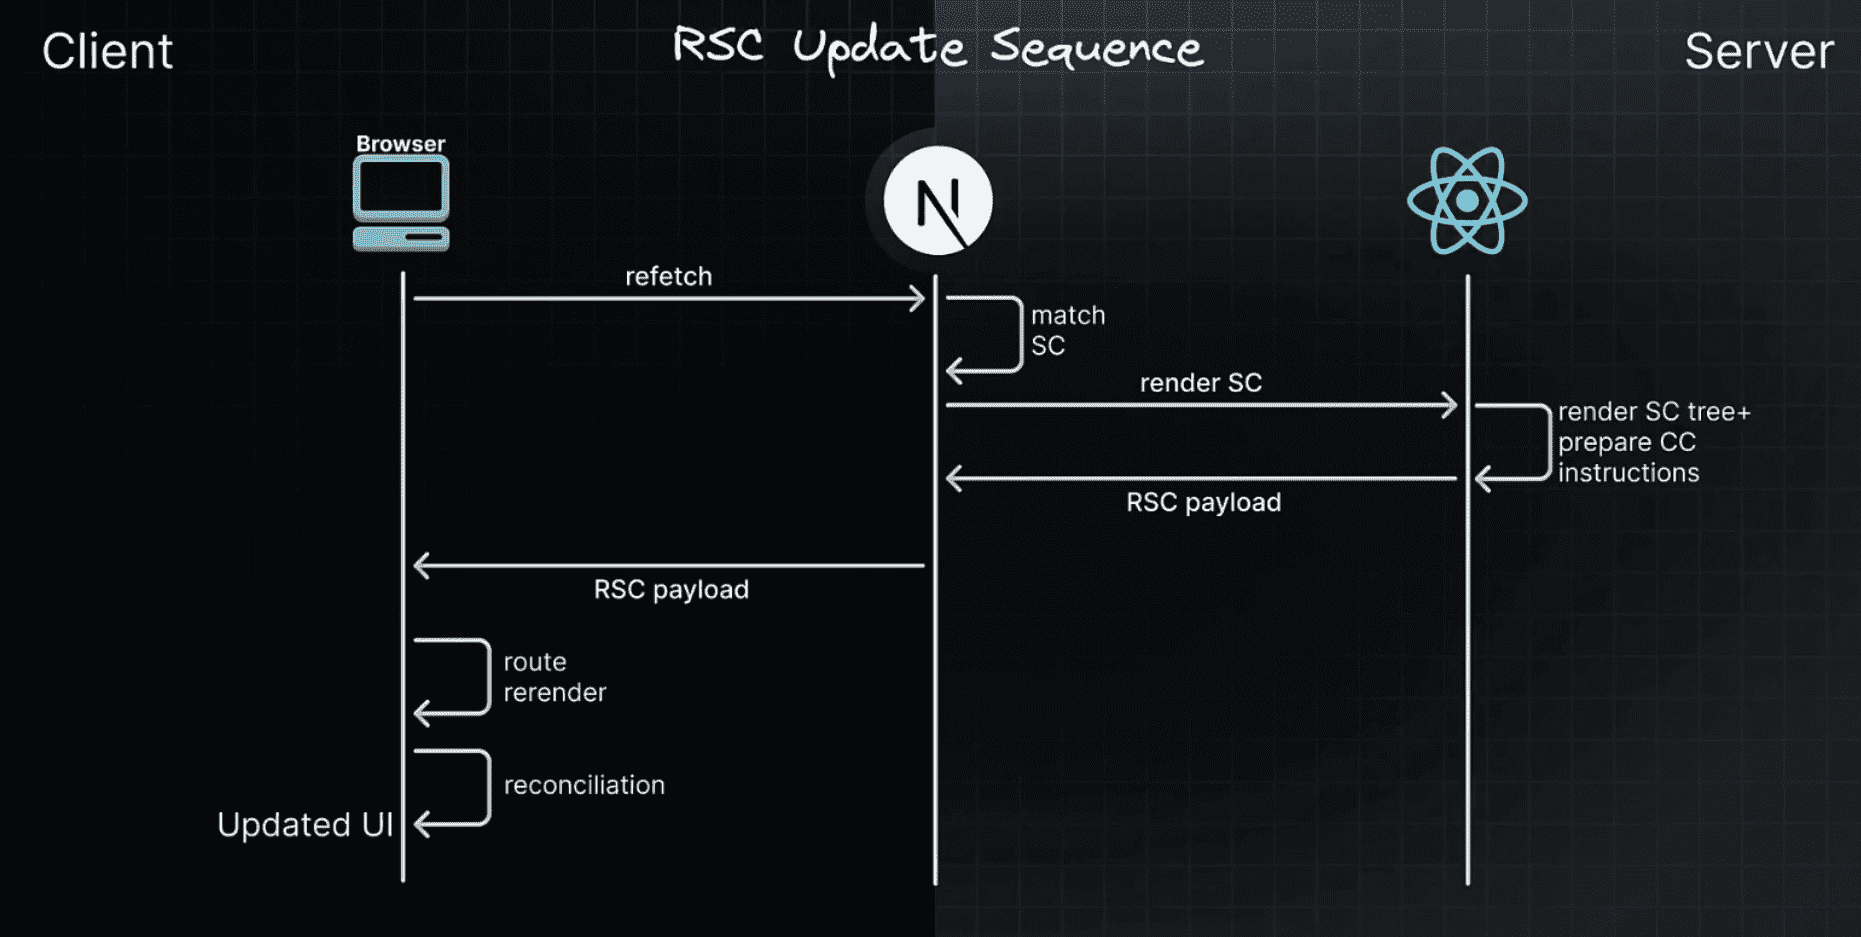 Client
RSC Update Sequence
Server
Browser
N
refetch
match
SC
render SC
render SC tree+
prepare CC
instructions
RSC payload
RSC payload
route
rerender
reconciliation
Updated UI